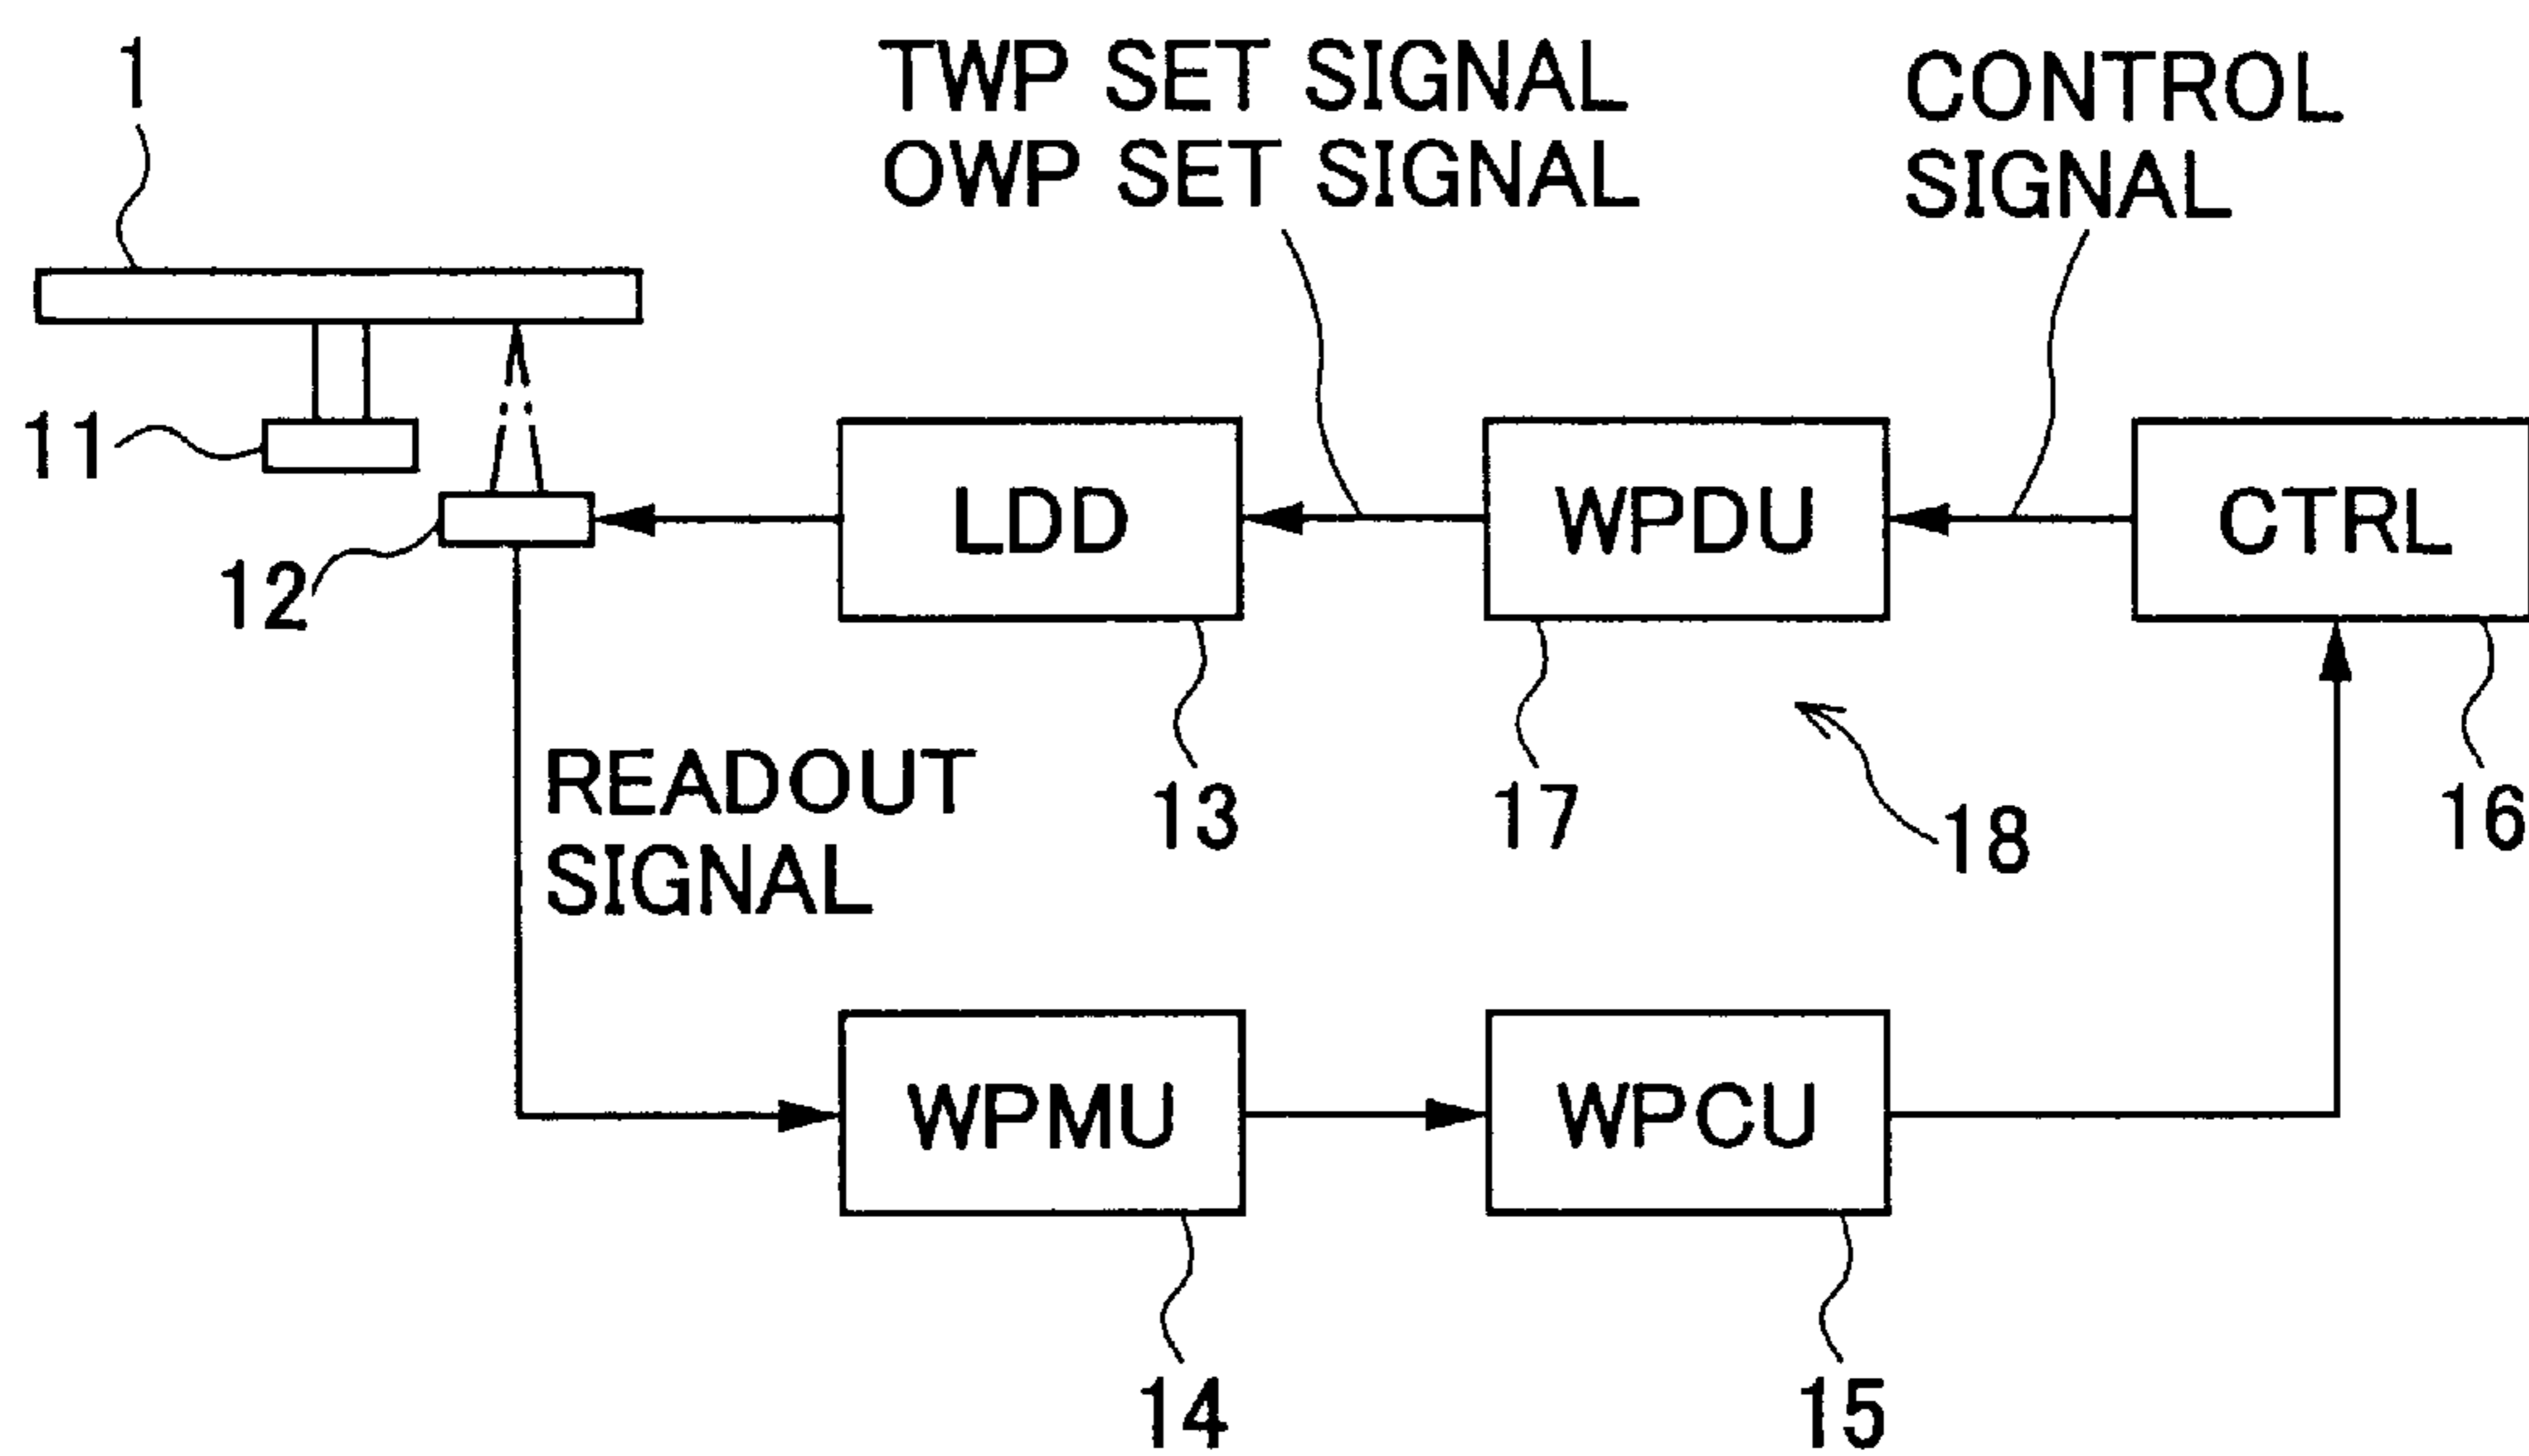 1
TWP SET SIGNAL
OWP SET SIGNAL
CONTROL
SIGNAL
11
12
LDD
WPDU
CTRL
READOUT
SIGNAL
13
17
18
16
WPMU
WPCU
14
15